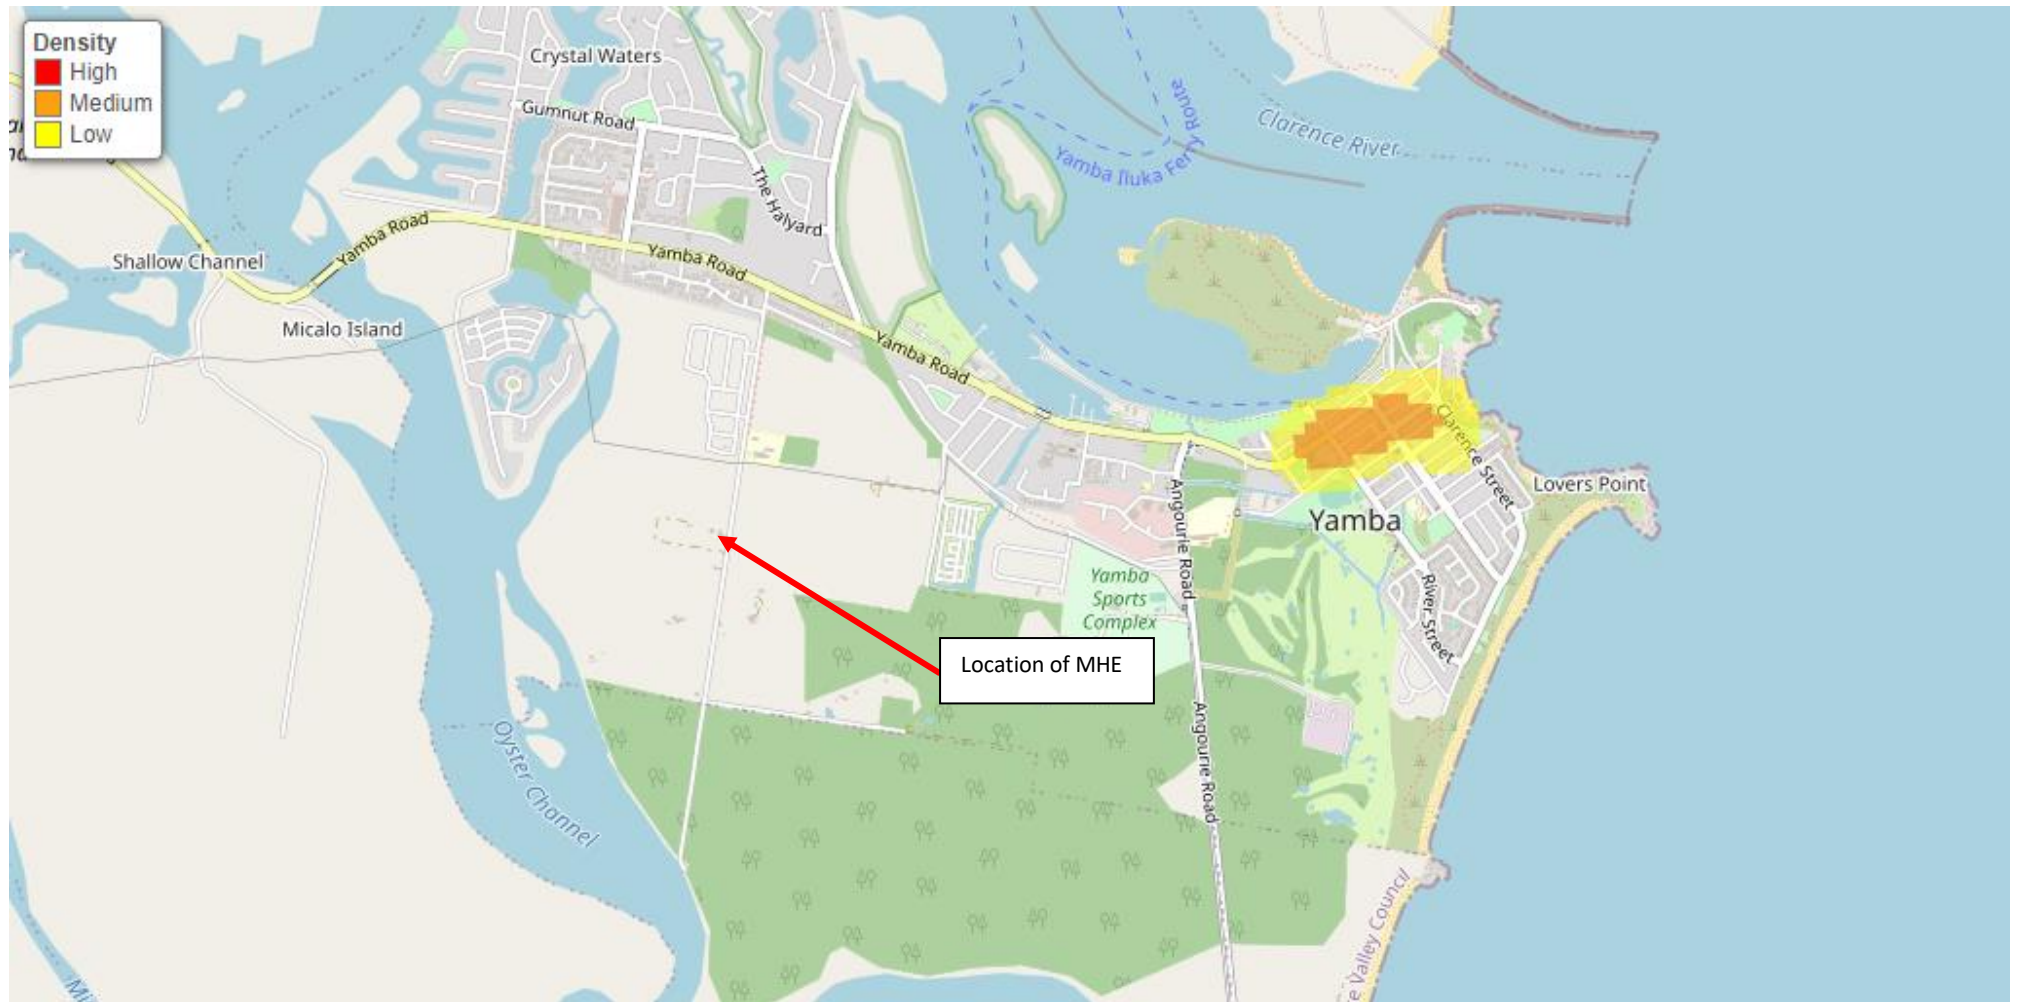 Density
High
Medium
Low
Crystal Waters
Gumnut Road
The Halyard
Yamba Iluka Ferry Route
Clarence River
Yamba Road
Yamba Road
Shallow Channel
Micalo Island
Yamba Road
Clarence Street
Lovers Point
Yamba
Angourie Road
Yamba
Sports
Complex
River Street
Location of MHE
Oyster Channel
Angourie Road
Valley Council